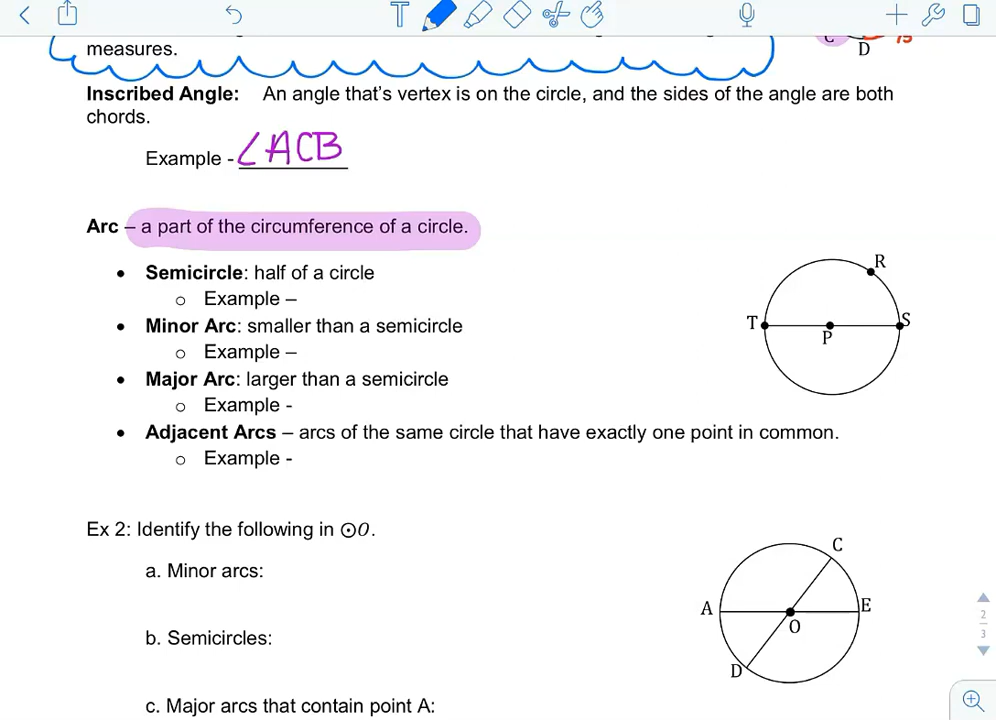 T
C
D
15
measures.
Inscribed Angle: An angle that's vertex is on the circle, and the sides of the angle are both
chords.
Example - ∠ACB
Arc – a part of the circumference of a circle.
• Semicircle: half of a circle
o Example –
• Minor Arc: smaller than a semicircle
o Example –
• Major Arc: larger than a semicircle
o Example -
• Adjacent Arcs – arcs of the same circle that have exactly one point in common.
o Example -
R
T
S
P
Ex 2: Identify the following in ⊙O.
a. Minor arcs:
b. Semicircles:
c. Major arcs that contain point A:
C
A
E
O
D
2
3